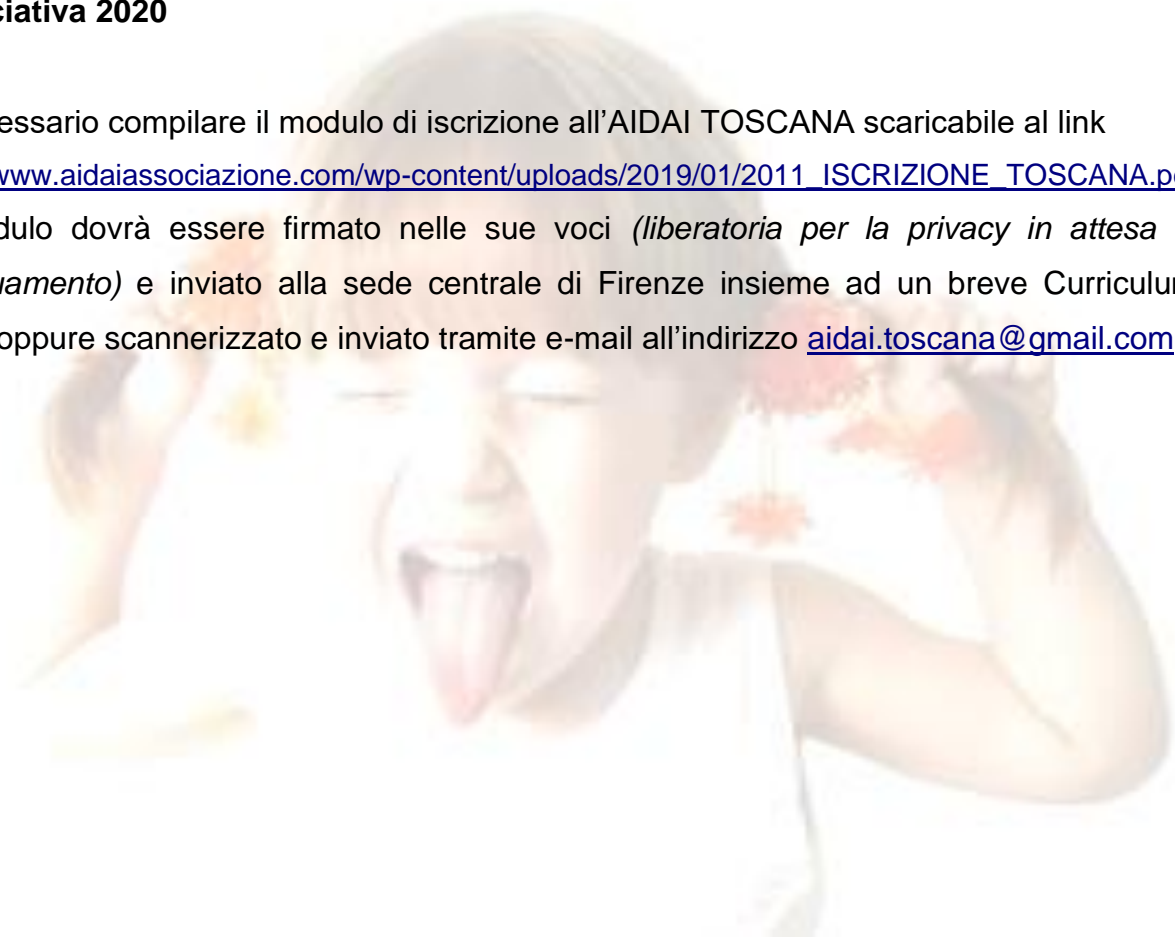 ciativa 2020
essario compilare il modulo di iscrizione all’AIDAI TOSCANA scaricabile al link
www.aidaiassociazione.com/wp-content/uploads/2019/01/2011_ISCRIZIONE_TOSCANA.p
dulo dovrà essere firmato nelle sue voci (liberatoria per la privacy in attesa
uamento) e inviato alla sede centrale di Firenze insieme ad un breve Curriculu
oppure scannerizzato e inviato tramite e-mail all’indirizzo aidai.toscana@gmail.com